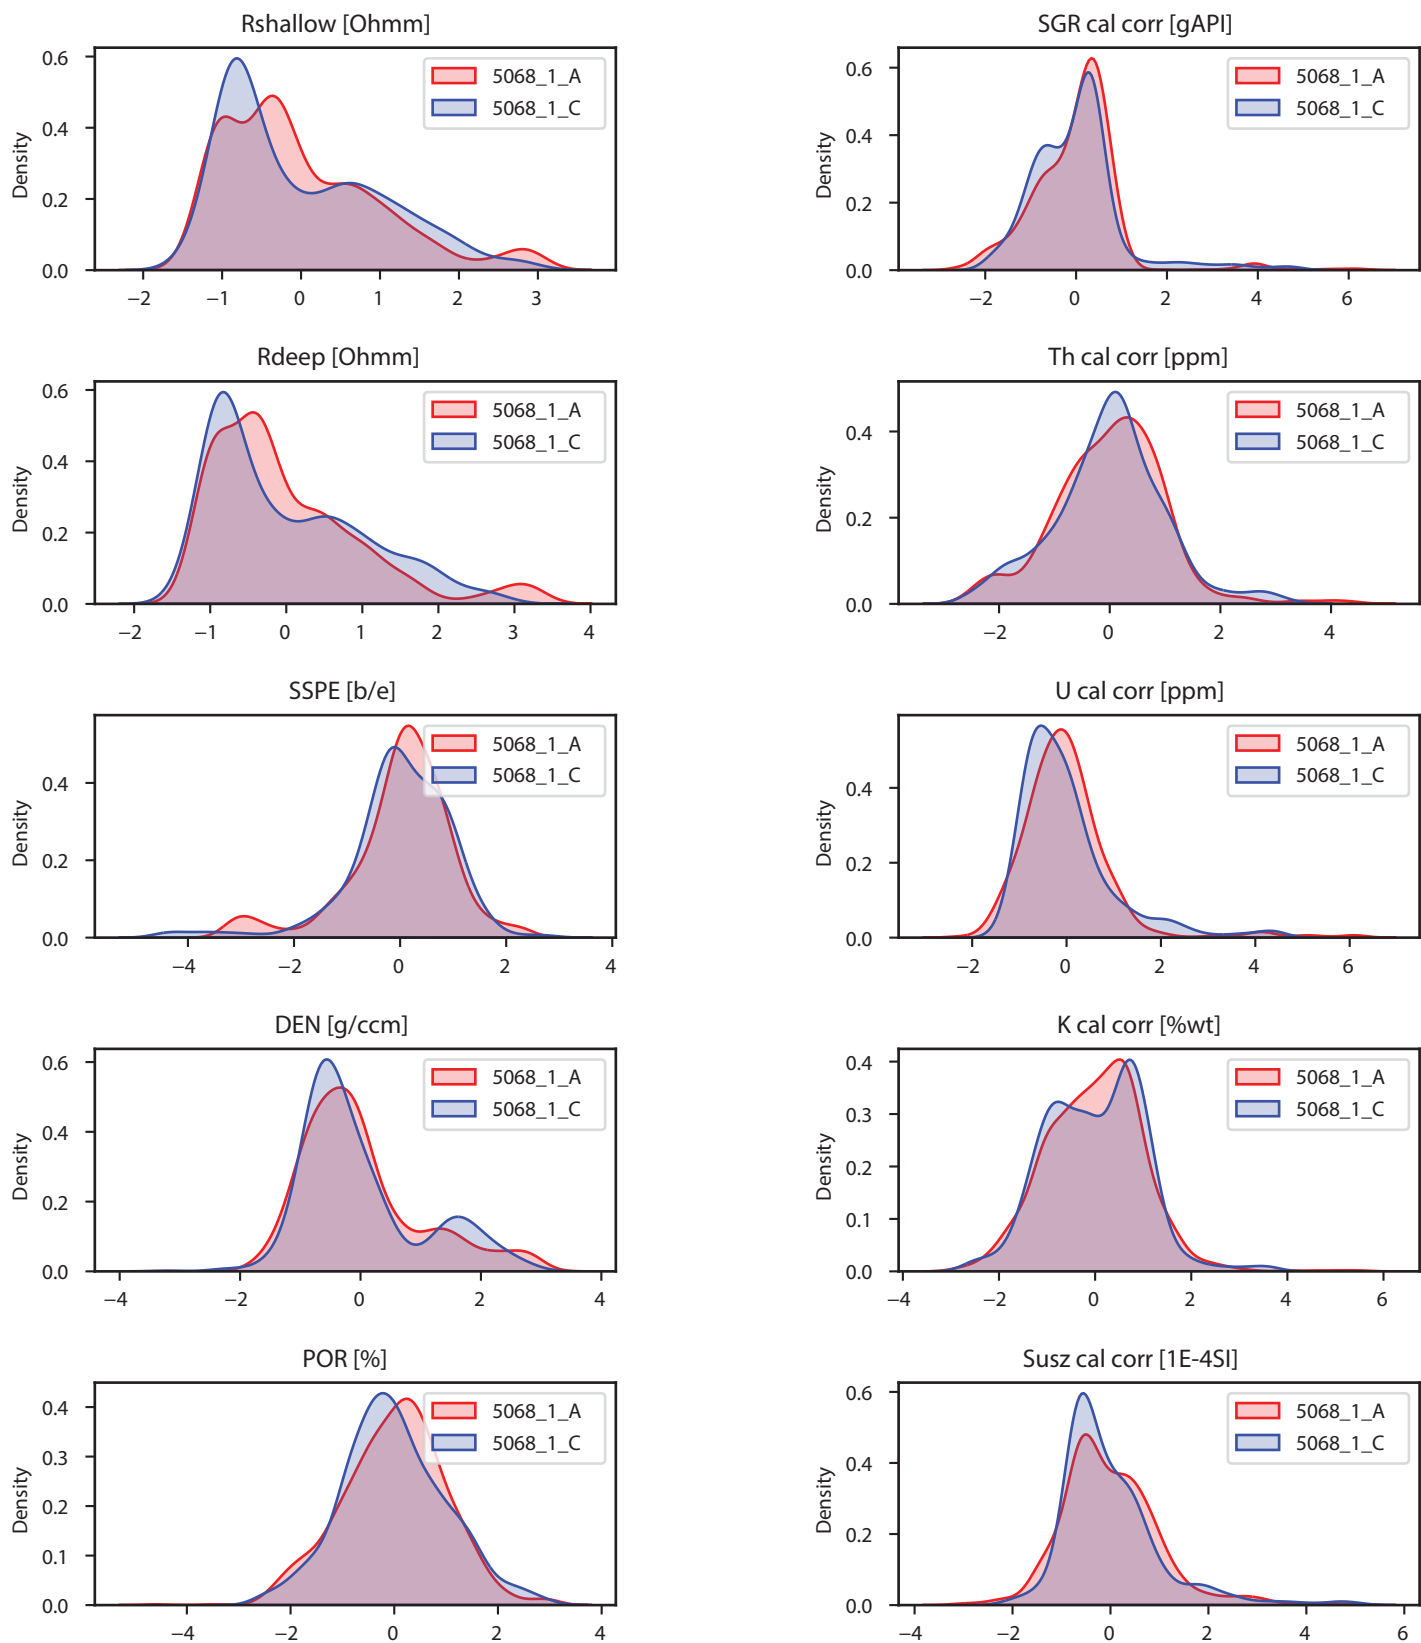 Rshallow [Ohmm]
Density
0.6
0.4
0.2
0.0
5068_1_A
5068_1_C
−2 −1 0 1 2 3
SGR cal corr [gAPI]
Density
0.6
0.4
0.2
0.0
5068_1_A
5068_1_C
−2 0 2 4 6
Rdeep [Ohmm]
Density
0.6
0.4
0.2
0.0
5068_1_A
5068_1_C
−2 −1 0 1 2 3 4
Th cal corr [ppm]
Density
0.4
0.2
0.0
5068_1_A
5068_1_C
−2 0 2 4
SSPE [b/e]
Density
0.4
0.2
0.0
5068_1_A
5068_1_C
−4 −2 0 2 4
U cal corr [ppm]
Density
0.4
0.2
0.0
5068_1_A
5068_1_C
−2 0 2 4 6
DEN [g/ccm]
Density
0.6
0.4
0.2
0.0
5068_1_A
5068_1_C
−4 −2 0 2 4
K cal corr [%wt]
Density
0.4
0.3
0.2
0.1
0.0
5068_1_A
5068_1_C
−4 −2 0 2 4 6
POR [%]
Density
0.4
0.3
0.2
0.1
0.0
5068_1_A
5068_1_C
−4 −2 0 2 4
Susz cal corr [1E-4SI]
Density
0.6
0.4
0.2
0.0
5068_1_A
5068_1_C
−4 −2 0 2 4 6